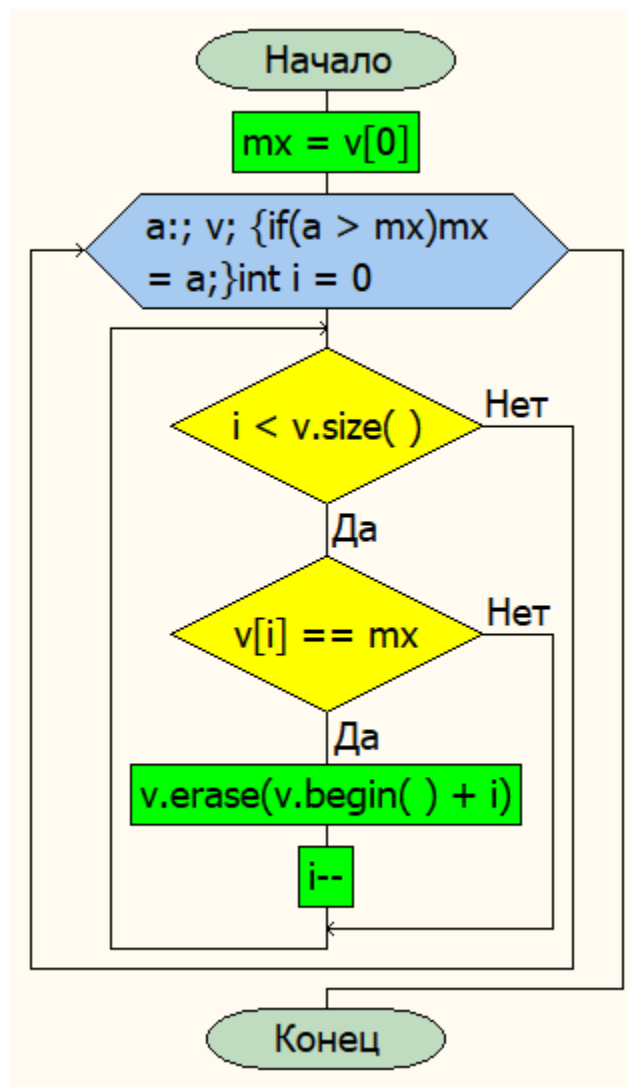 Начало
mx = v[0]
a:; v; {if(a > mx)mx
= a;}int i = 0
i < v.size( )
Нет
Да
v[i] == mx
Нет
Да
v.erase(v.begin( ) + i)
i--
Конец